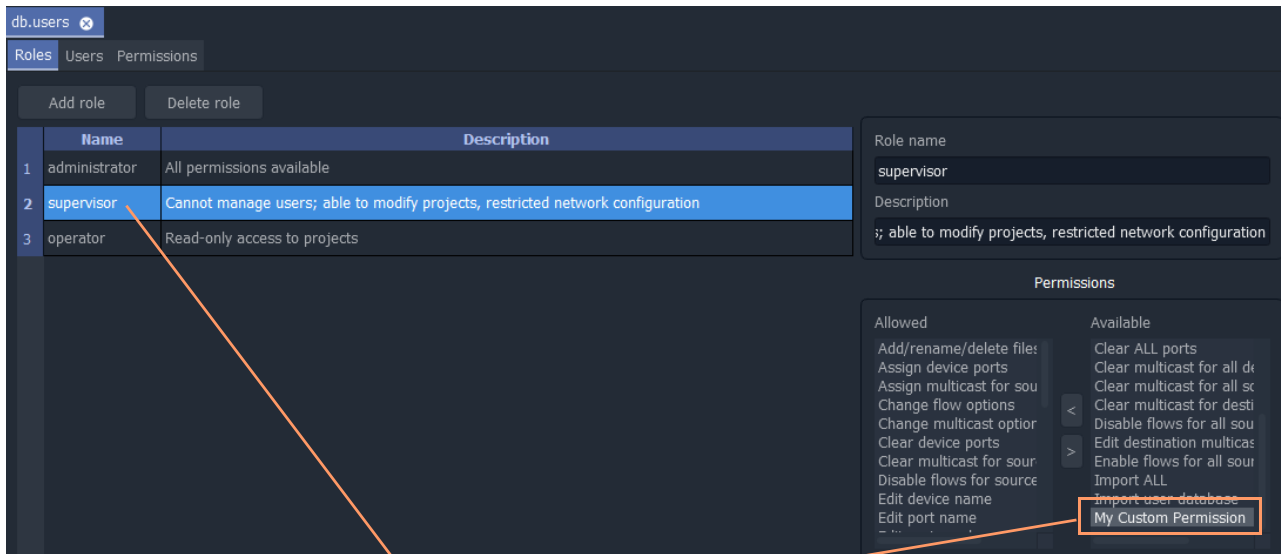 db.users
Roles Users Permissions
Add role Delete role
Name Description
1 administrator All permissions available
2 supervisor Cannot manage users; able to modify projects, restricted network configuration
3 operator Read-only access to projects
Role name
supervisor
Description
; able to modify projects, restricted network configuration
Permissions
Allowed
Add/rename/delete files
Assign device ports
Assign multicast for sou
Change flow options
Change multicast option
Clear device ports
Clear multicast for sour
Disable flows for source
Edit device name
Edit port name
<
>
Available
Clear ALL ports
Clear multicast for all de
Clear multicast for all so
Clear multicast for desti
Disable flows for all sou
Edit destination multicas
Enable flows for all sour
Import ALL
Import user database
My Custom Permission